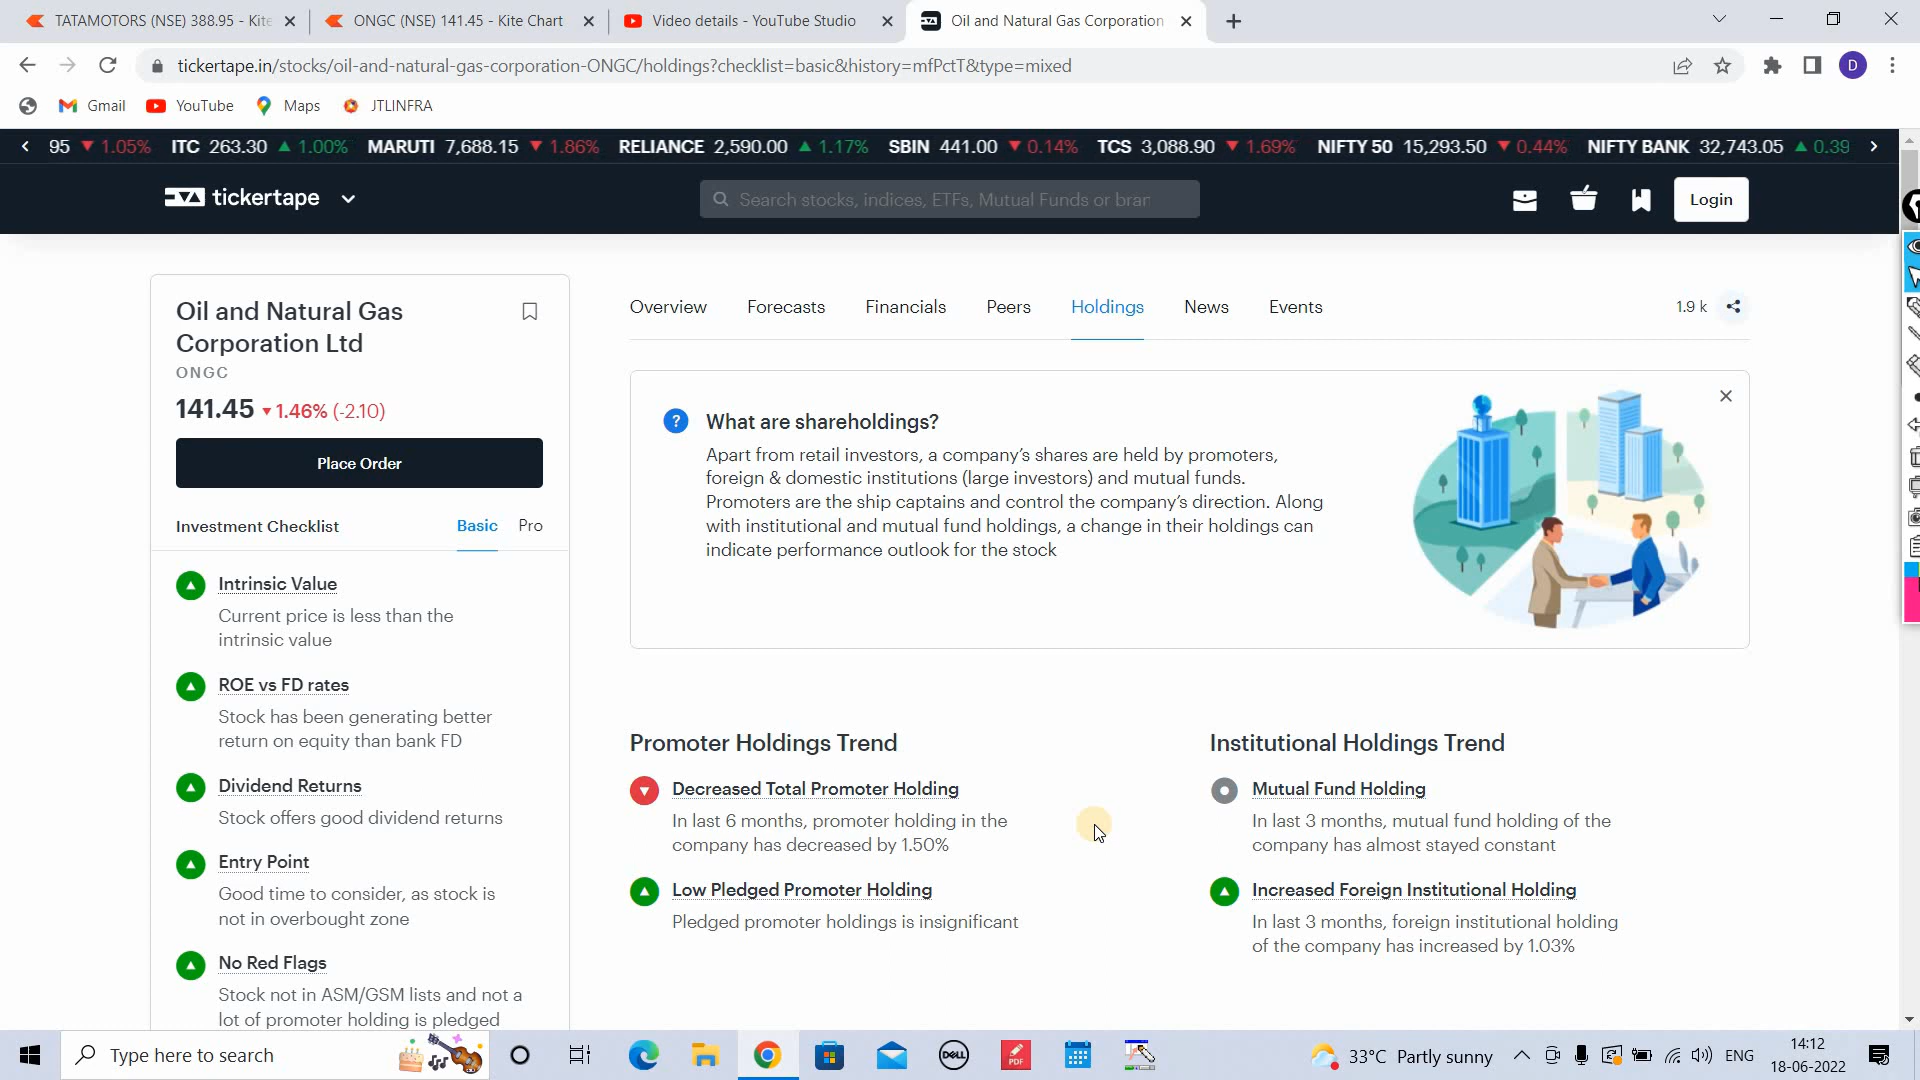 TATAMOTORS (NSE) 388.95 - Kite
ONGC (NSE) 141.45 - Kite Chart
Video details - YouTube Studio
Oil and Natural Gas Corporation
tickertape.in/stocks/oil-and-natural-gas-corporation-ONGC/holdings?checklist=basic&history=mfPctT&type=mixed
D
Gmail
YouTube
Maps
JTLINFRA
95 ▼ 1.05% ITC 263.30 ▲ 1.00% MARUTI 7,688.15 ▼ 1.86% RELIANCE 2,590.00 ▲ 1.17% SBIN 441.00 ▼ 0.14% TCS 3,088.90 ▼ 1.69% NIFTY 50 15,293.50 ▼ 0.44% NIFTY BANK 32,743.05 ▲ 0.39
tickertape
Search stocks, indices, ETFs, Mutual Funds or brar
Login
Oil and Natural Gas
Corporation Ltd
ONGC
141.45 ▼ 1.46% (-2.10)
Place Order
Investment Checklist
Basic
Pro
Intrinsic Value
Current price is less than the
intrinsic value
ROE vs FD rates
Stock has been generating better
return on equity than bank FD
Dividend Returns
Stock offers good dividend returns
Entry Point
Good time to consider, as stock is
not in overbought zone
No Red Flags
Stock not in ASM/GSM lists and not a
lot of promoter holding is pledged
Overview
Forecasts
Financials
Peers
Holdings
News
Events
1.9 k
?
What are shareholdings?
Apart from retail investors, a company's shares are held by promoters,
foreign & domestic institutions (large investors) and mutual funds.
Promoters are the ship captains and control the company's direction. Along
with institutional and mutual fund holdings, a change in their holdings can
indicate performance outlook for the stock
Promoter Holdings Trend
Decreased Total Promoter Holding
In last 6 months, promoter holding in the
company has decreased by 1.50%
Low Pledged Promoter Holding
Pledged promoter holdings is insignificant
Institutional Holdings Trend
Mutual Fund Holding
In last 3 months, mutual fund holding of the
company has almost stayed constant
Increased Foreign Institutional Holding
In last 3 months, foreign institutional holding
of the company has increased by 1.03%
Type here to search
DELL
PDF
33°C Partly sunny
ENG
14:12
18-06-2022